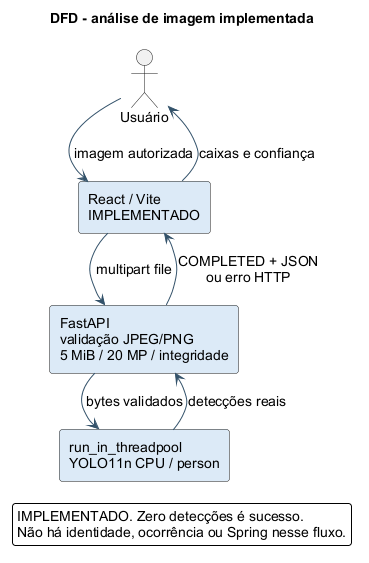 DFD - análise de imagem implementada
Usuário
imagem autorizada
caixas e confiança
React / Vite
IMPLEMENTADO
multipart file
COMPLETED + JSON
ou erro HTTP
FastAPI
validação JPEG/PNG
5 MiB / 20 MP / integridade
bytes validados
detecções reais
run_in_threadpool
YOLO11n CPU / person
IMPLEMENTADO. Zero detecções é sucesso.
Não há identidade, ocorrência ou Spring nesse fluxo.